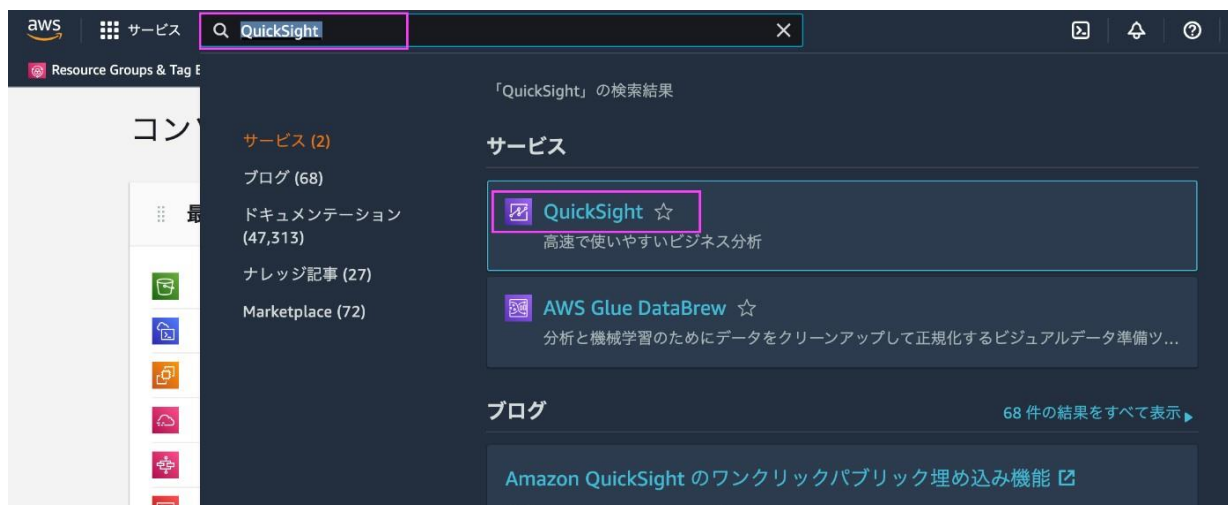 aws
サービス
QuickSight
Resource Groups & Tag E
コン
最
「QuickSight」の検索結果
サービス (2)
ブログ (68)
ドキュメンテーション
(47,313)
ナレッジ記事 (27)
Marketplace (72)
サービス
QuickSight
高速で使いやすいビジネス分析
AWS Glue DataBrew
分析と機械学習のためにデータをクリーンアップして正規化するビジュアルデータ準備ツ...
ブログ
68 件の結果をすべて表示
Amazon QuickSight のワンクリックパブリック埋め込み機能